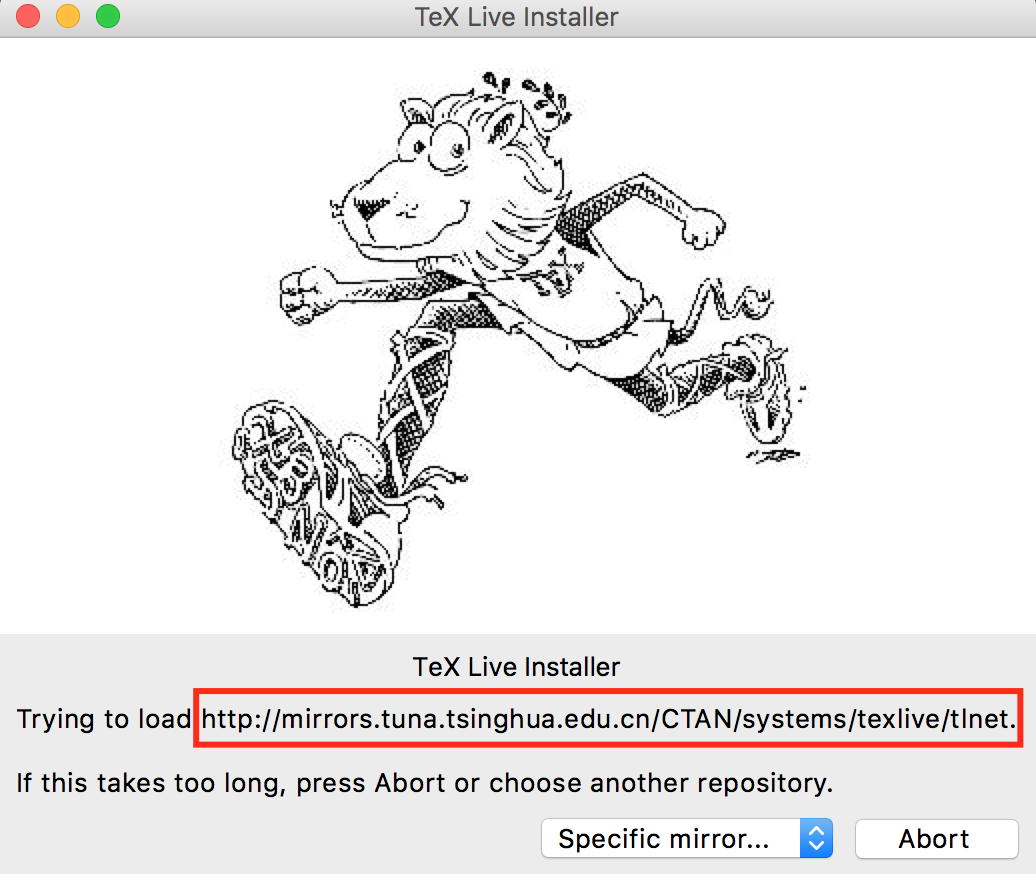 TeX Live Installer
TeX Live Installer
Trying to load http://mirrors.tuna.tsinghua.edu.cn/CTAN/systems/texlive/tlnet.
If this takes too long, press Abort or choose another repository.
Specific mirror...
Abort